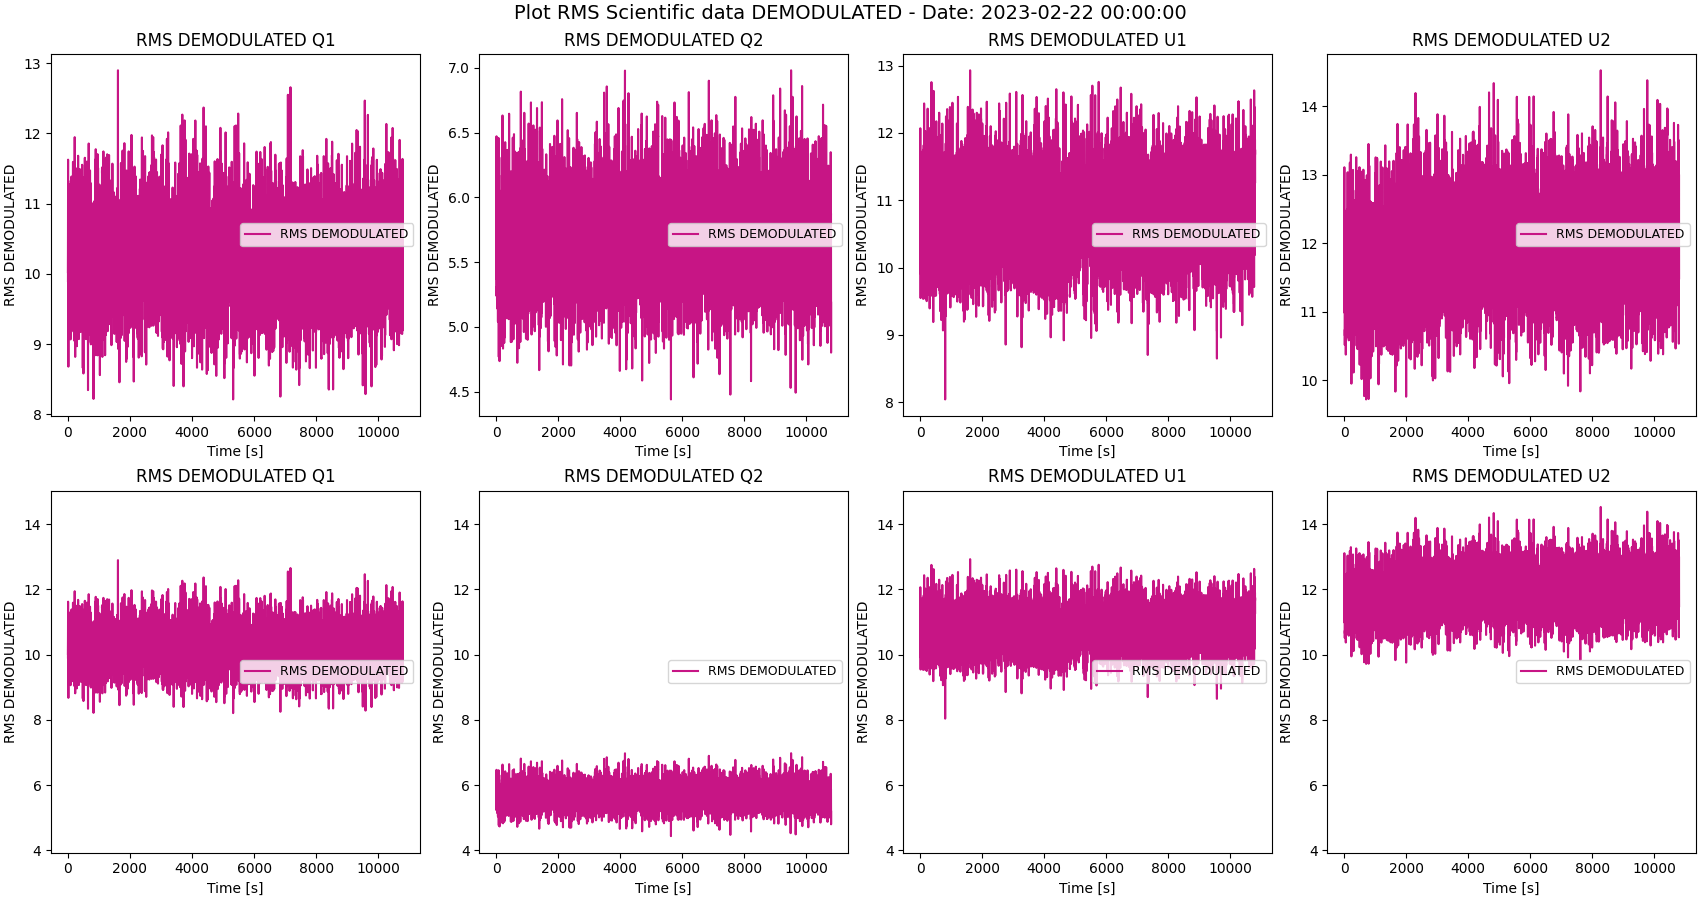 Plot RMS Scientific data DEMODULATED - Date: 2023-02-22 00:00:00
RMS DEMODULATED Q1
RMS DEMODULATED
13
12
11
10
9
8
RMS DEMODULATED
0 2000 4000 6000 8000 10000
Time [s]
RMS DEMODULATED Q2
RMS DEMODULATED
7.0
6.5
6.0
5.5
5.0
4.5
RMS DEMODULATED
0 2000 4000 6000 8000 10000
Time [s]
RMS DEMODULATED U1
RMS DEMODULATED
13
12
11
10
9
8
RMS DEMODULATED
0 2000 4000 6000 8000 10000
Time [s]
RMS DEMODULATED U2
RMS DEMODULATED
14
13
12
11
10
RMS DEMODULATED
0 2000 4000 6000 8000 10000
Time [s]
RMS DEMODULATED Q1
RMS DEMODULATED
14
12
10
8
6
4
RMS DEMODULATED
0 2000 4000 6000 8000 10000
Time [s]
RMS DEMODULATED Q2
RMS DEMODULATED
14
12
10
8
6
4
RMS DEMODULATED
0 2000 4000 6000 8000 10000
Time [s]
RMS DEMODULATED U1
RMS DEMODULATED
14
12
10
8
6
4
RMS DEMODULATED
0 2000 4000 6000 8000 10000
Time [s]
RMS DEMODULATED U2
RMS DEMODULATED
14
12
10
8
6
4
RMS DEMODULATED
0 2000 4000 6000 8000 10000
Time [s]